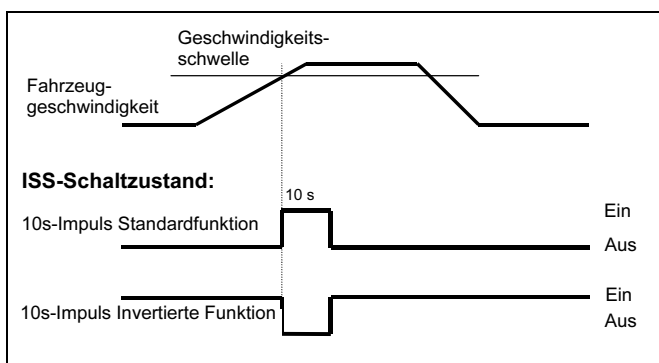 Geschwindigkeits-
schwelle
Fahrzeug-
geschwindigkeit
ISS-Schaltzustand:
10 s
10s-Impuls Standardfunktion
Ein
Aus
10s-Impuls Invertierte Funktion
Ein
Aus